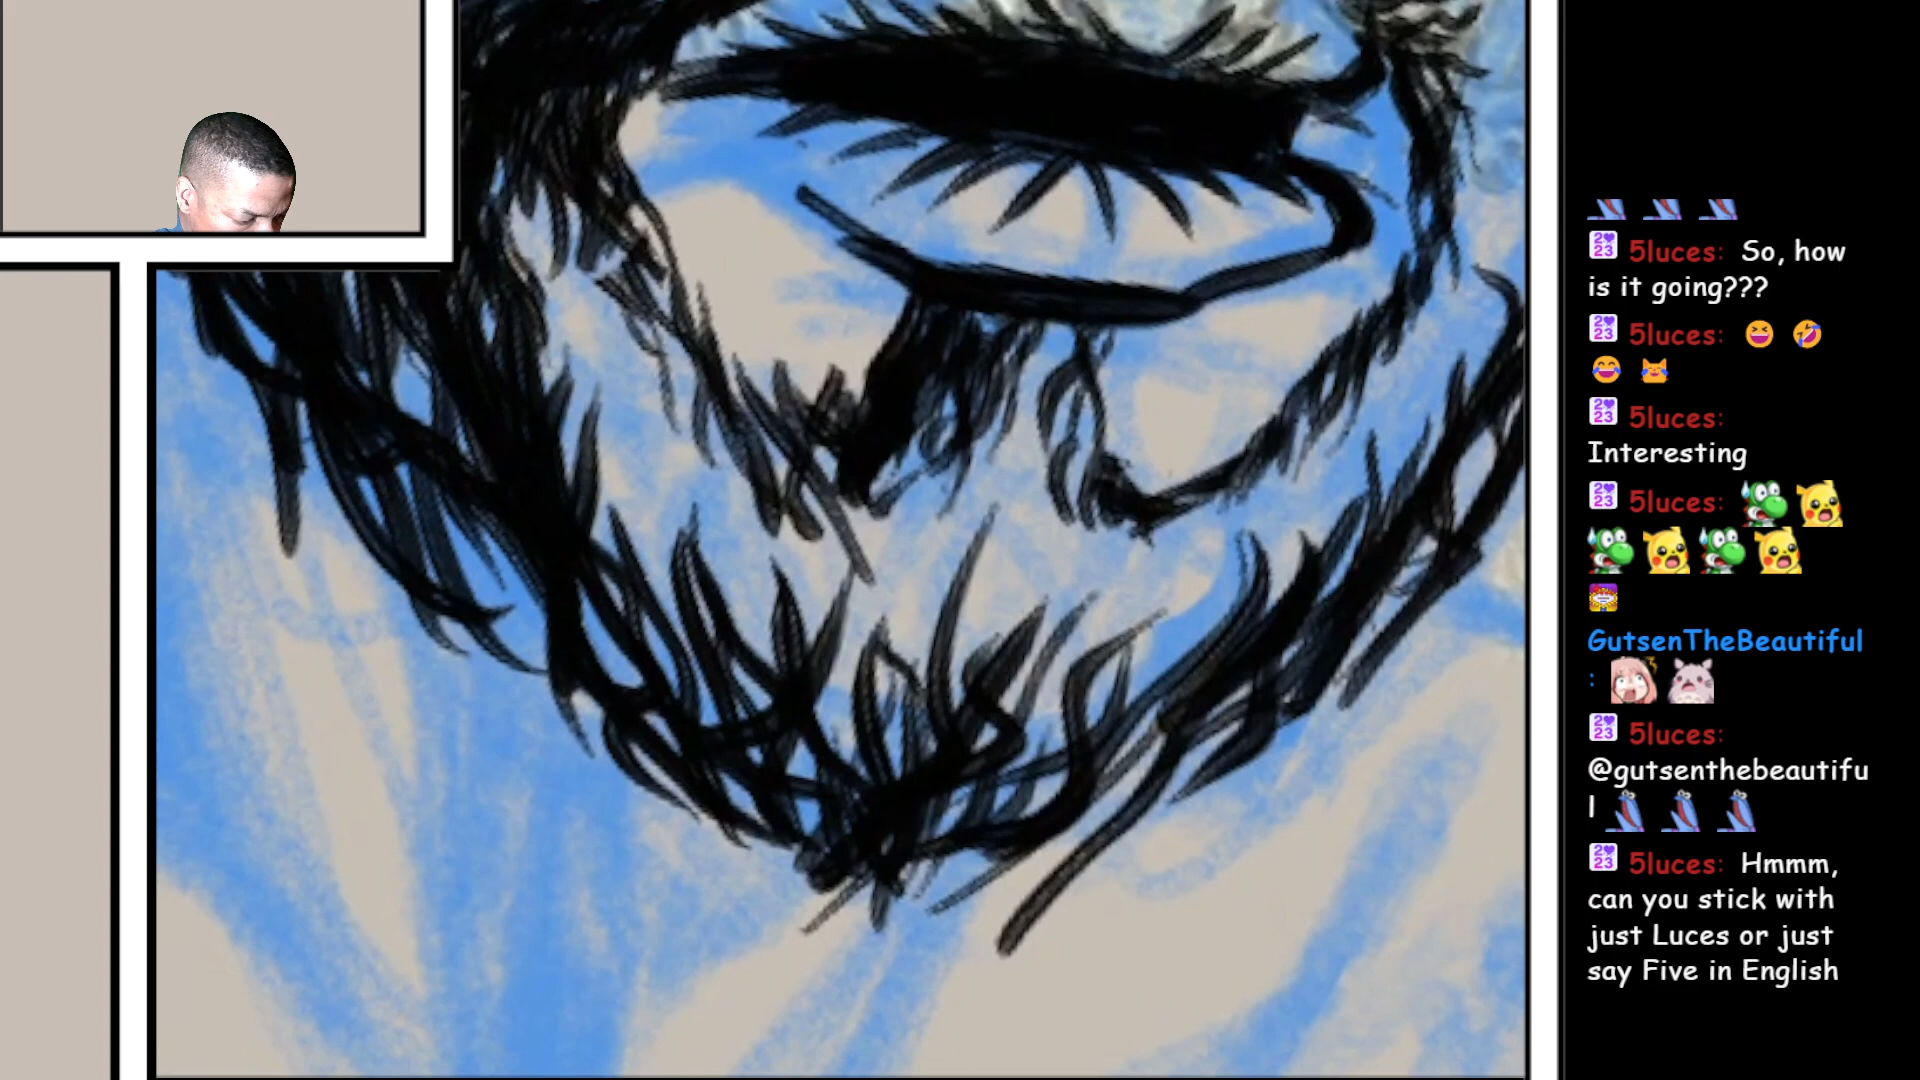 5luces: So, how
is it going???
5luces:
5luces:
Interesting
5luces:
GutsenTheBeautiful
:
5luces:
@gutsenthebeautifu
l
5luces: Hmmm,
can you stick with
just Luces or just
say Five in English